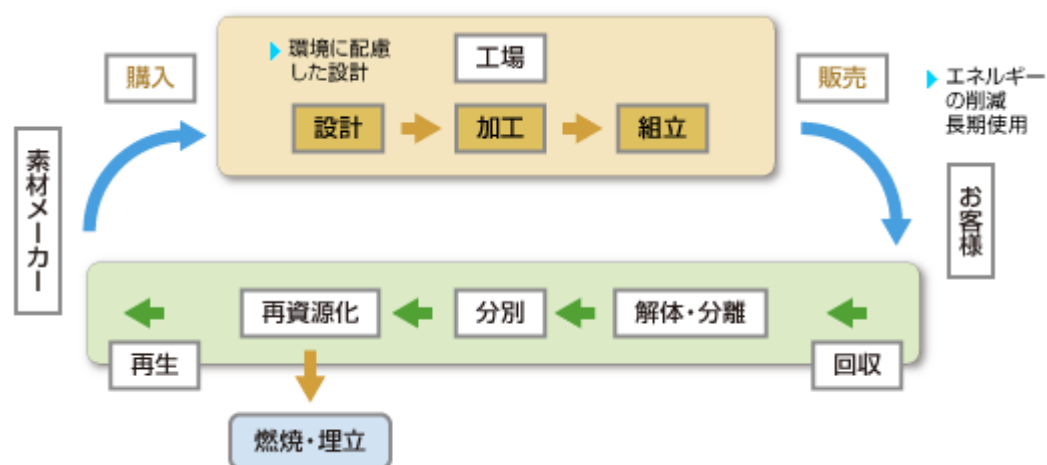 環境に配慮
した設計
工場
購入
販売
エネルギー
の削減
長期使用
設計
加工
組立
素材メーカー
お客様
再資源化
分別
解体・分離
再生
回収
燃焼・埋立